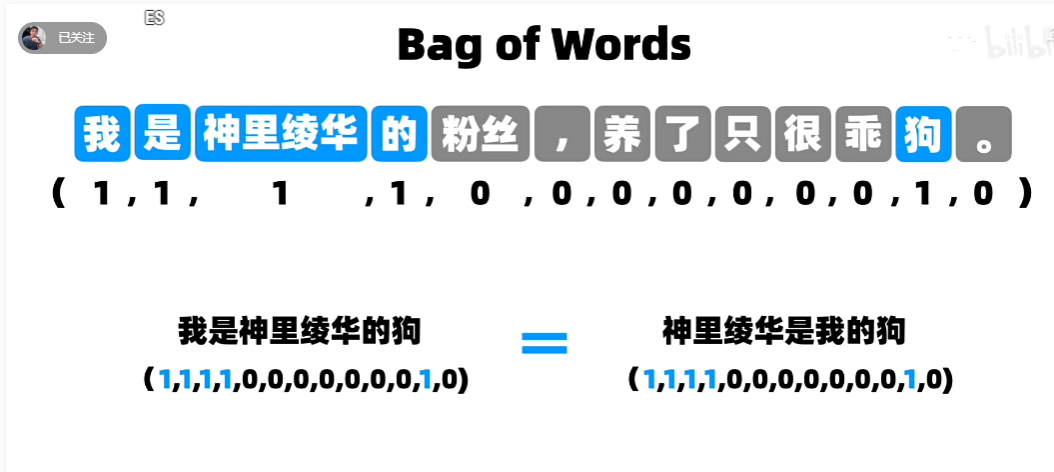 ES
已关注
Bag of Words
bilibili
我 是 神里绫华 的 粉丝 ， 养 了 只 很 乖 狗 。
( 1 , 1 , 1 , 1 , 0 , 0 , 0 , 0 , 0 , 0 , 0 , 1 , 0 )
我是神里绫华的狗 = 神里绫华是我的狗
(1,1,1,1,0,0,0,0,0,0,0,1,0) (1,1,1,1,0,0,0,0,0,0,0,1,0)